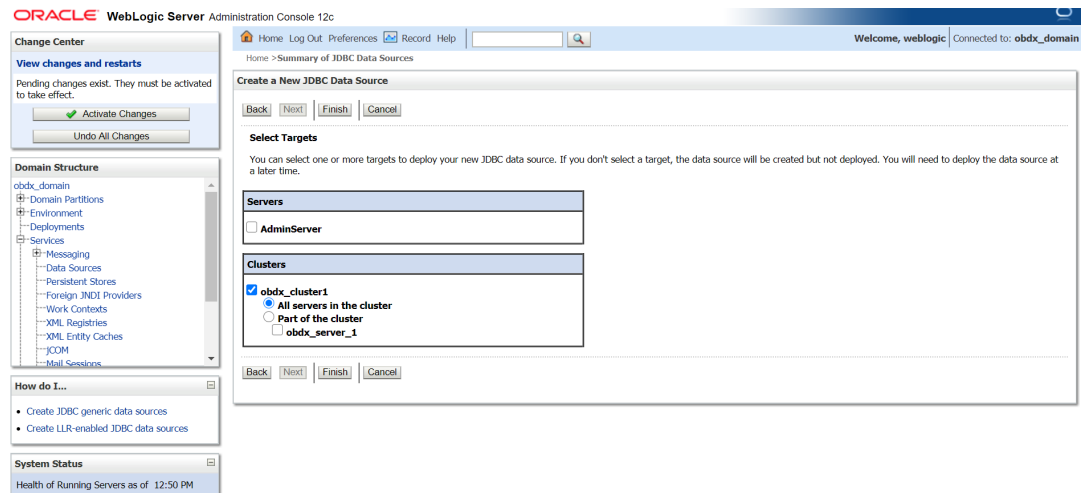 ORACLE WebLogic Server Administration Console 12c
Change Center
View changes and restarts
Pending changes exist. They must be activated
to take effect.
Activate Changes
Undo All Changes
Domain Structure
obdx_domain
Domain Partitions
Environment
Deployments
Services
Messaging
Data Sources
Persistent Stores
Foreign JNDI Providers
Work Contexts
XML Registries
XML Entity Caches
jCOM
Mail Sessions
How do I...
Create JDBC generic data sources
Create LLR-enabled JDBC data sources
System Status
Health of Running Servers as of 12:50 PM
Home Log Out Preferences Record Help
Welcome, weblogic Connected to: obdx_domain
Home >Summary of JDBC Data Sources
Create a New JDBC Data Source
Back Next Finish Cancel
Select Targets
You can select one or more targets to deploy your new JDBC data source. If you don't select a target, the data source will be created but not deployed. You will need to deploy the data source at
a later time.
Servers
AdminServer
Clusters
obdx_cluster1
All servers in the cluster
Part of the cluster
obdx_server_1
Back Next Finish Cancel